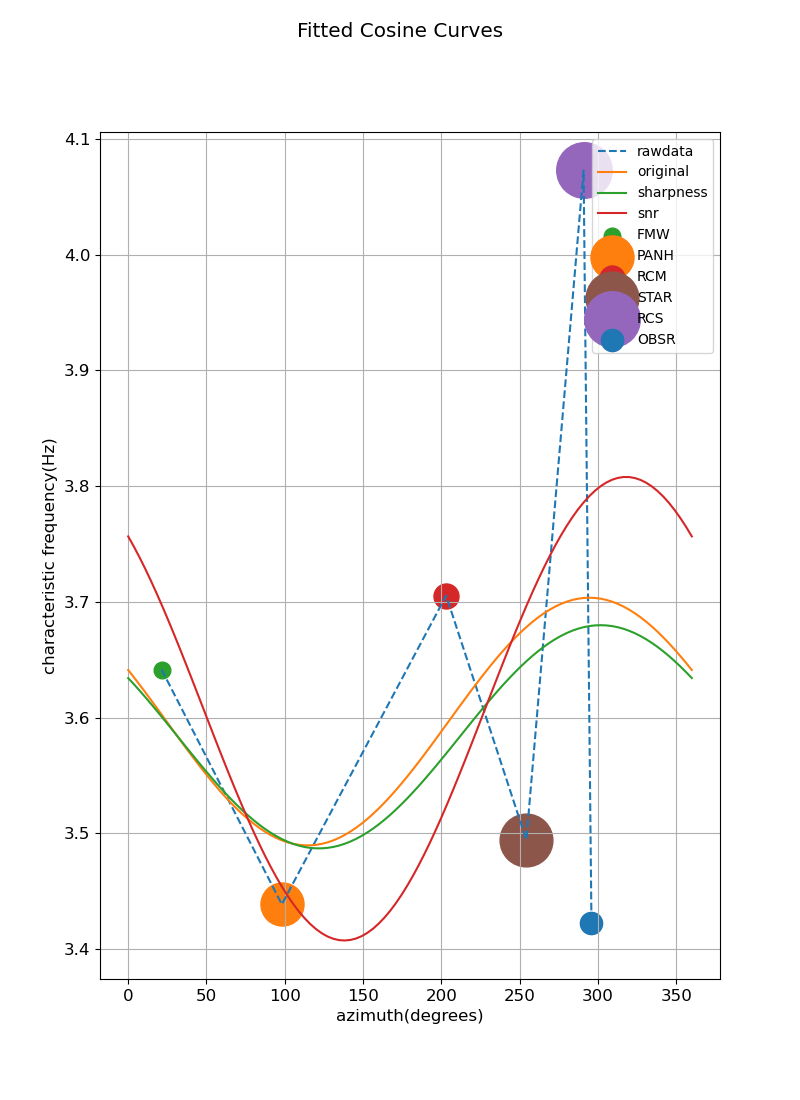 Fitted Cosine Curves
4.1
4.0
3.9
3.8
3.7
3.6
3.5
3.4
characteristic frequency(Hz)
rawdata
original
sharpness
snr
FMW
PANH
RCM
STAR
RCS
OBSR
0 50 100 150 200 250 300 350
azimuth(degrees)